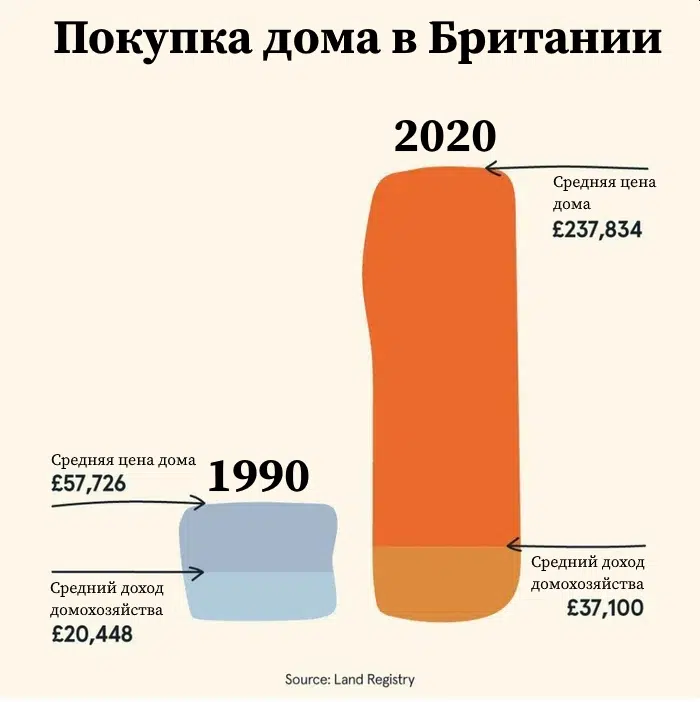 Покупка дома в Британии
2020
Средняя цена
дома
£237,834
Средняя цена дома
£57,726
1990
Средний доход
домохозяйства
£20,448
Средний доход
домохозяйства
£37,100
Source: Land Registry